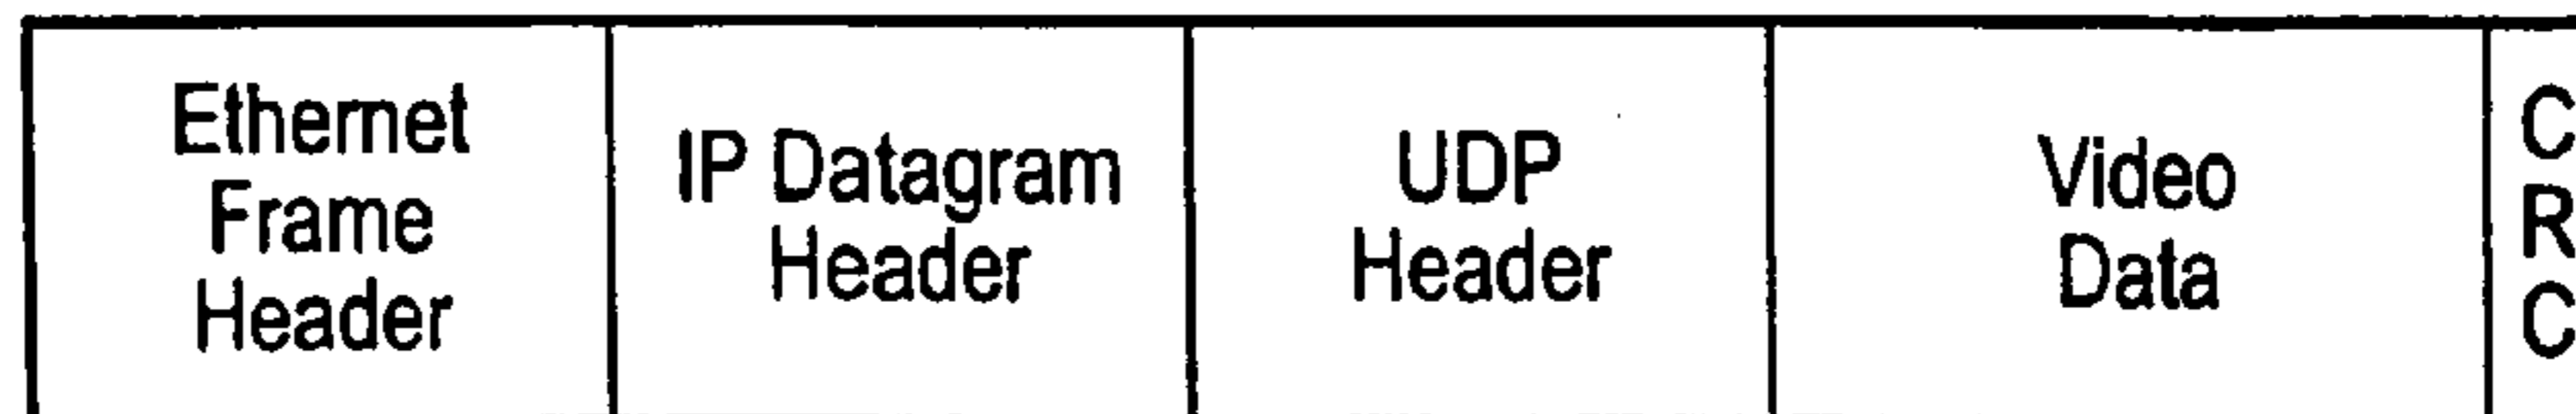 Ethernet
Frame
Header
IP Datagram
Header
UDP
Header
Video
Data
C
R
C